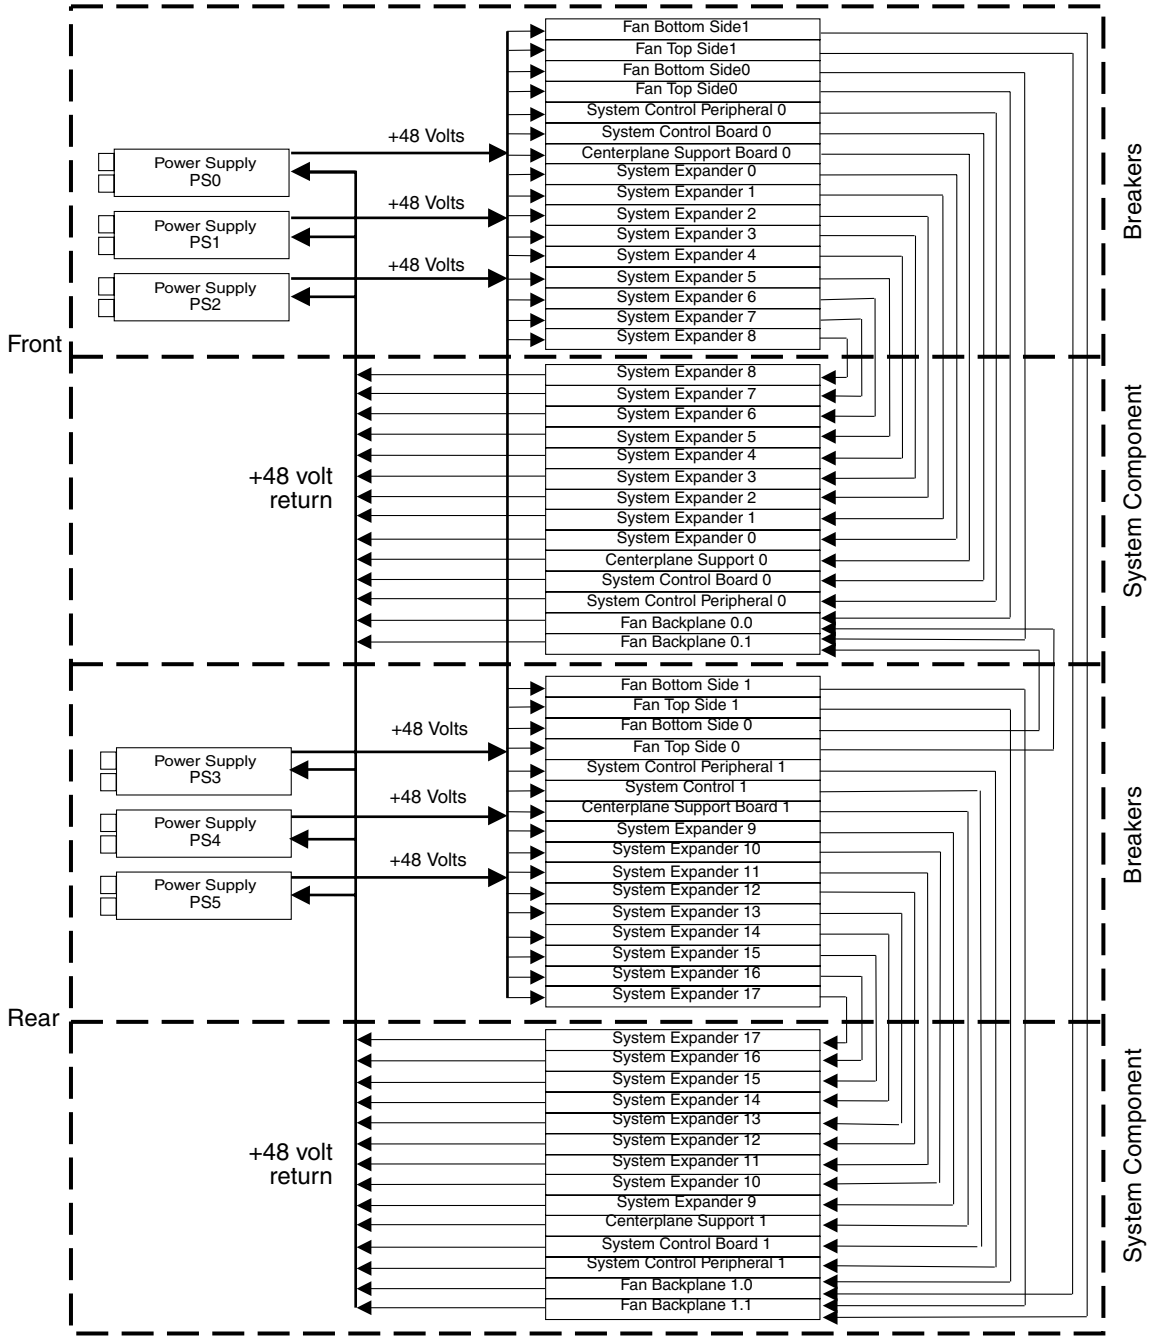 Fan Bottom Side1
Fan Top Side1
Fan Bottom Side0
Fan Top Side0
System Control Peripheral 0
System Control Board 0
Centerplane Support Board 0
System Expander 0
System Expander 1
System Expander 2
System Expander 3
System Expander 4
System Expander 5
System Expander 6
System Expander 7
System Expander 8
+48 Volts
+48 Volts
+48 Volts
Power Supply
PS0
Power Supply
PS1
Power Supply
PS2
Breakers
Front
System Expander 8
System Expander 7
System Expander 6
System Expander 5
System Expander 4
System Expander 3
System Expander 2
System Expander 1
System Expander 0
Centerplane Support 0
System Control Board 0
System Control Peripheral 0
Fan Backplane 0.0
Fan Backplane 0.1
+48 volt
return
System Component
Fan Bottom Side 1
Fan Top Side 1
Fan Bottom Side 0
Fan Top Side 0
System Control Peripheral 1
System Control 1
Centerplane Support Board 1
System Expander 9
System Expander 10
System Expander 11
System Expander 12
System Expander 13
System Expander 14
System Expander 15
System Expander 16
System Expander 17
+48 Volts
+48 Volts
+48 Volts
Power Supply
PS3
Power Supply
PS4
Power Supply
PS5
Breakers
Rear
System Expander 17
System Expander 16
System Expander 15
System Expander 14
System Expander 13
System Expander 12
System Expander 11
System Expander 10
System Expander 9
Centerplane Support 1
System Control Board 1
System Control Peripheral 1
Fan Backplane 1.0
Fan Backplane 1.1
+48 volt
return
System Component